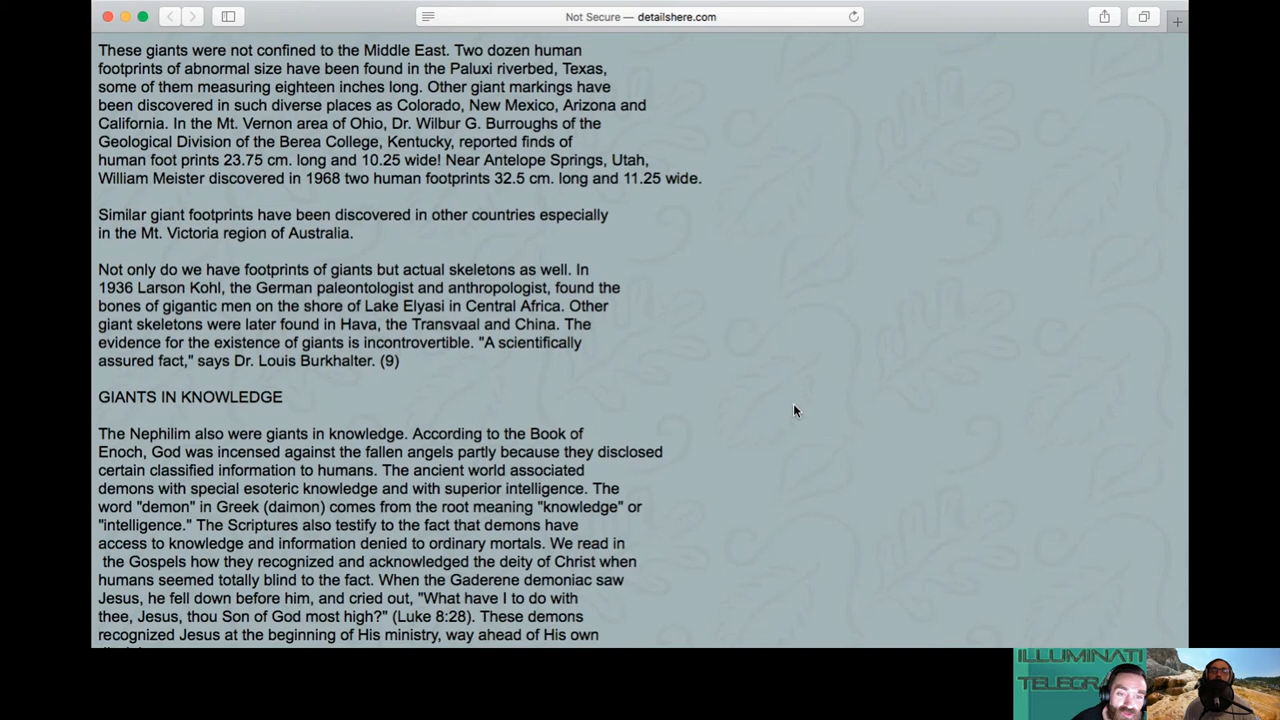 Not Secure — detailshere.com
These giants were not confined to the Middle East. Two dozen human
footprints of abnormal size have been found in the Paluxi riverbed, Texas,
some of them measuring eighteen inches long. Other giant markings have
been discovered in such diverse places as Colorado, New Mexico, Arizona and
California. In the Mt. Vernon area of Ohio, Dr. Wilbur G. Burroughs of the
Geological Division of the Berea College, Kentucky, reported finds of
human foot prints 23.75 cm. long and 10.25 wide! Near Antelope Springs, Utah,
William Meister discovered in 1968 two human footprints 32.5 cm. long and 11.25 wide.
Similar giant footprints have been discovered in other countries especially
in the Mt. Victoria region of Australia.
Not only do we have footprints of giants but actual skeletons as well. In
1936 Larson Kohl, the German paleontologist and anthropologist, found the
bones of gigantic men on the shore of Lake Elyasi in Central Africa. Other
giant skeletons were later found in Hava, the Transvaal and China. The
evidence for the existence of giants is incontrovertible. "A scientifically
assured fact," says Dr. Louis Burkhalter. (9)
GIANTS IN KNOWLEDGE
The Nephilim also were giants in knowledge. According to the Book of
Enoch, God was incensed against the fallen angels partly because they disclosed
certain classified information to humans. The ancient world associated
demons with special esoteric knowledge and with superior intelligence. The
word "demon" in Greek (daimon) comes from the root meaning "knowledge" or
"intelligence." The Scriptures also testify to the fact that demons have
access to knowledge and information denied to ordinary mortals. We read in
the Gospels how they recognized and acknowledged the deity of Christ when
humans seemed totally blind to the fact. When the Gaderene demoniac saw
Jesus, he fell down before him, and cried out, "What have I to do with
thee, Jesus, thou Son of God most high?" (Luke 8:28). These demons
recognized Jesus at the beginning of His ministry, way ahead of His own
ILLUMINATI